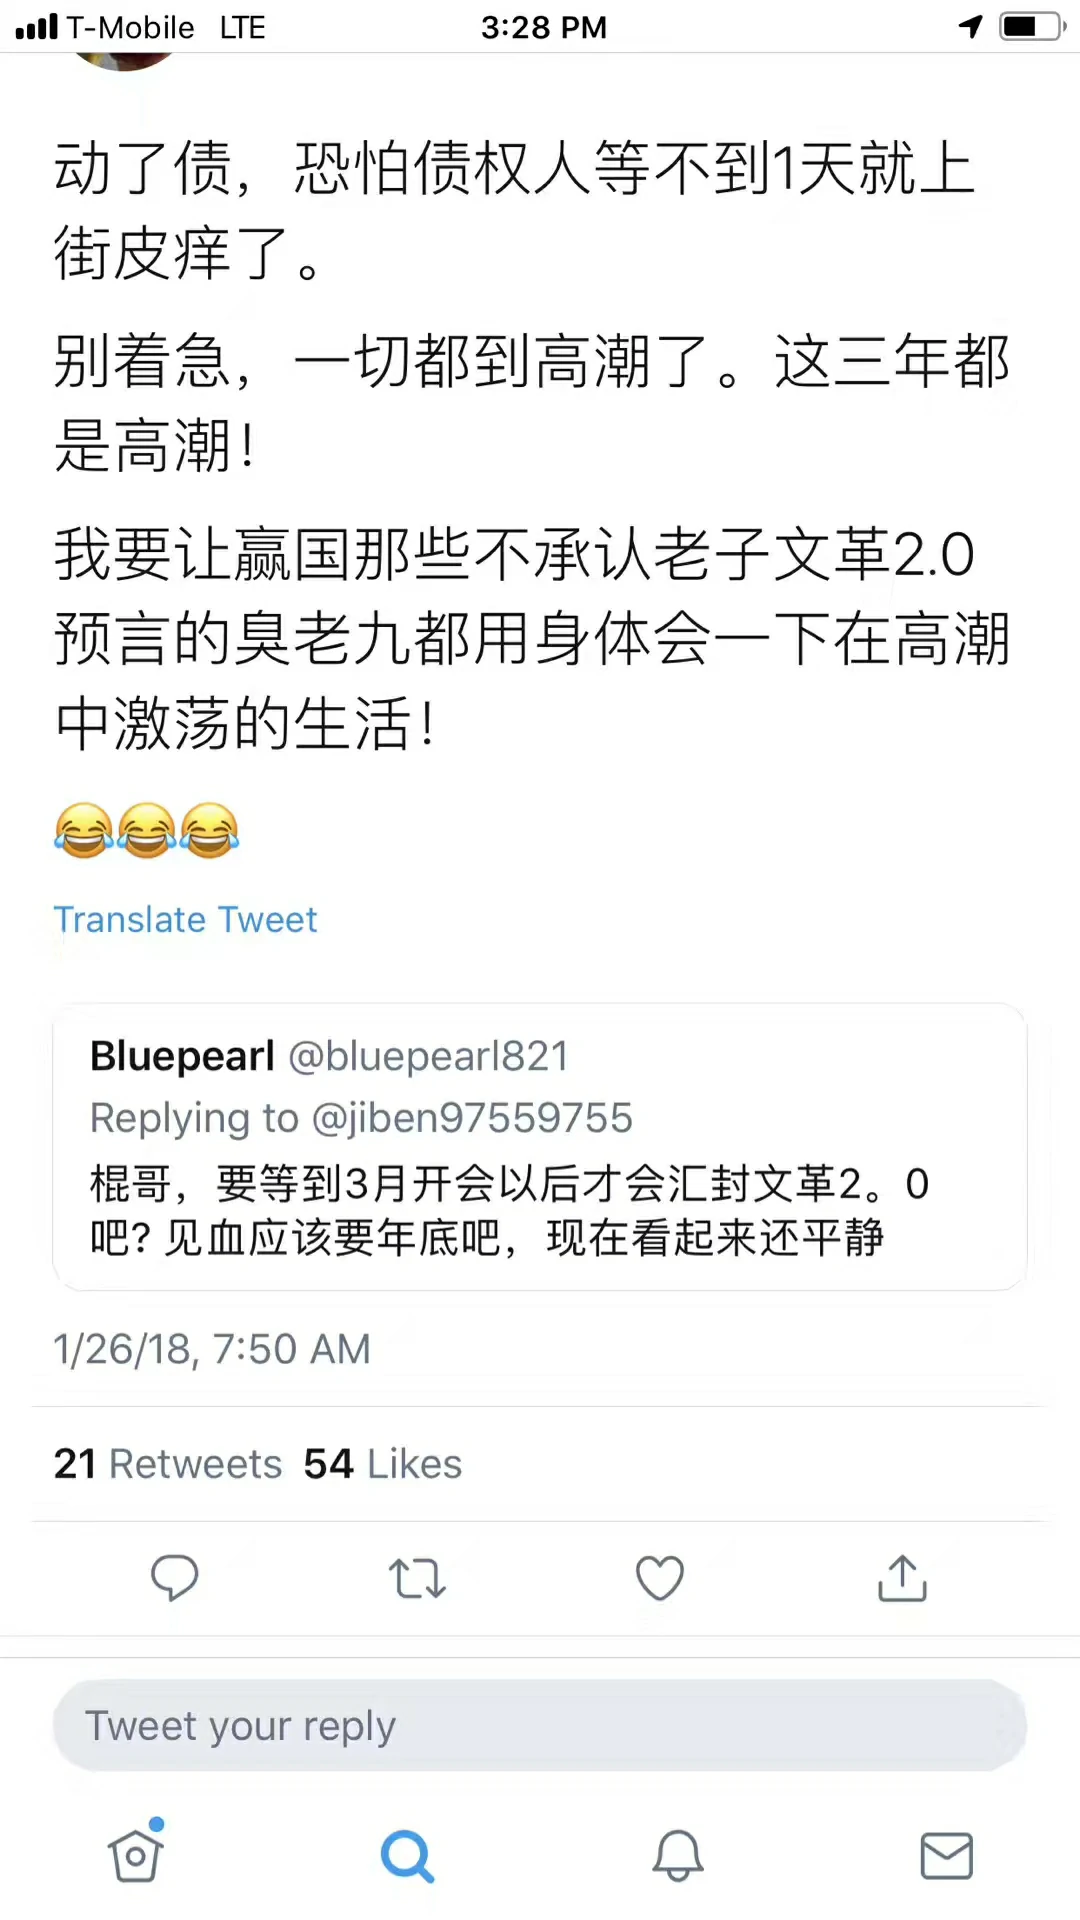 T-Mobile LTE 3:28 PM
动了债，恐怕债权人等不到1天就上
街皮痒了。
别着急，一切都到高潮了。这三年都
是高潮！
我要让赢国那些不承认老子文革2.0
预言的臭老九都用身体会一下在高潮
中激荡的生活！
😂😂😂
Translate Tweet
Bluepearl @bluepearl821
Replying to @jiben97559755
棍哥，要等到3月开会以后才会汇封文革2。0
吧？见血应该要年底吧，现在看起来还平静
1/26/18, 7:50 AM
21 Retweets 54 Likes
Tweet your reply